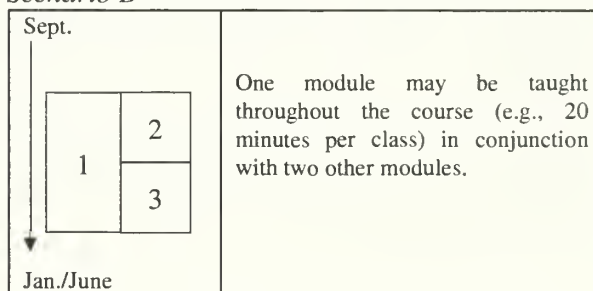 Sept.
1
2
3
Jan./June
One module may be taught
throughout the course (e.g., 20
minutes per class) in conjunction
with two other modules.